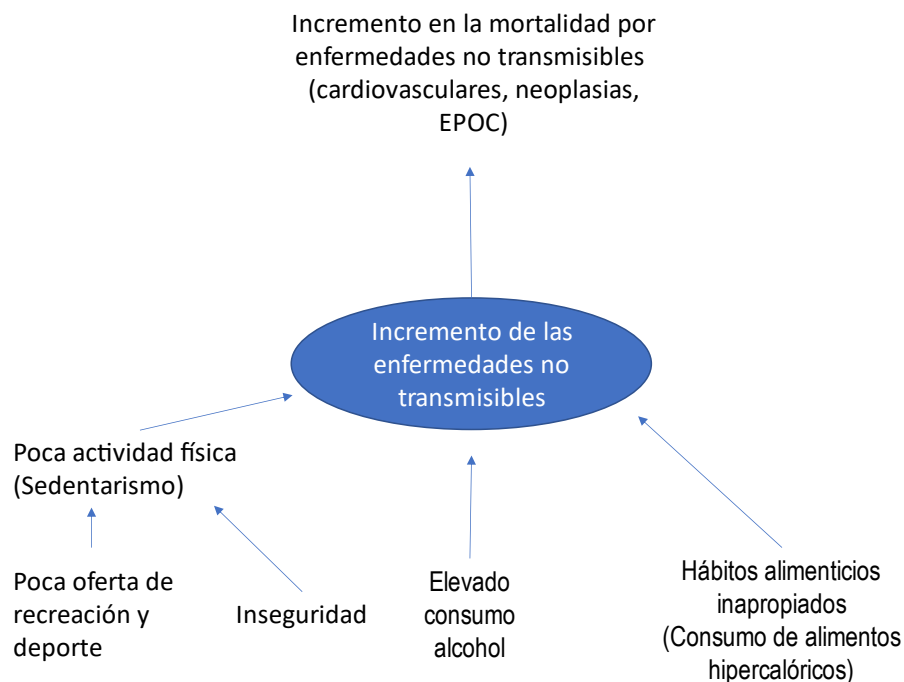 Incremento en la mortalidad por
enfermedades no transmisibles
(cardiovasculares, neoplasias,
EPOC)
Incremento de las
enfermedades no
transmisibles
Poca actividad física
(Sedentarismo)
Poca oferta de
recreación y
deporte
Inseguridad
Elevado
consumo
alcohol
Hábitos alimenticios
inapropiados
(Consumo de alimentos
hipercalóricos)